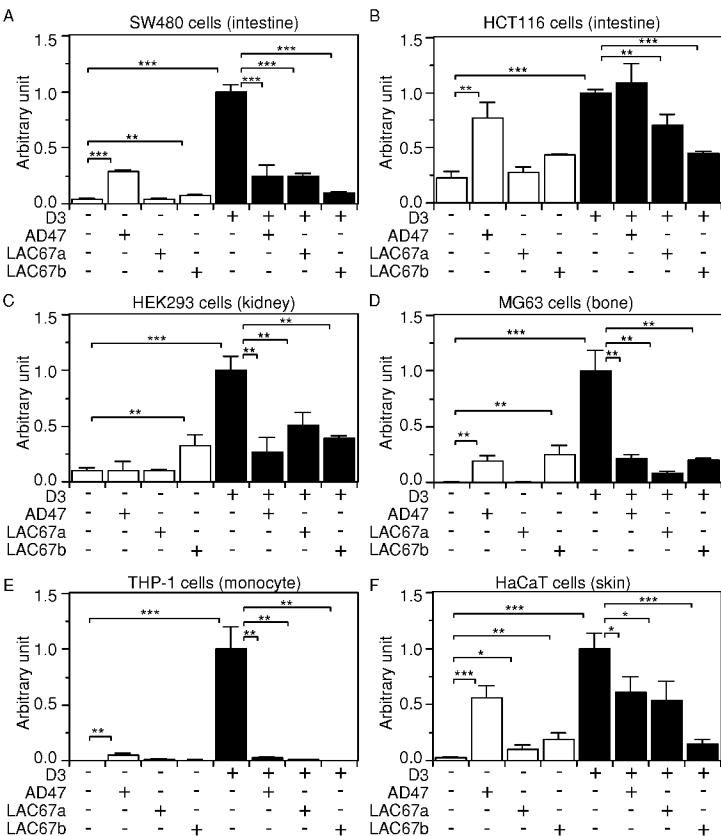 A SW480 cells (intestine)
1.5
1.0
0.5
0.0
Arbitrary unit
***
***
***
***
**
***
D3 - - - - + + + +
AD47 - + - - - + - -
LAC67a - - + - - - + -
LAC67b - - - + - - - +
B HCT116 cells (intestine)
1.5
1.0
0.5
0.0
Arbitrary unit
***
**
***
**
D3 - - - - + + + +
AD47 - + - - - + - -
LAC67a - - + - - - + -
LAC67b - - - + - - - +
C HEK293 cells (kidney)
1.5
1.0
0.5
0.0
Arbitrary unit
**
**
***
**
**
D3 - - - - + + + +
AD47 - + - - - + - -
LAC67a - - + - - - + -
LAC67b - - - + - - - +
D MG63 cells (bone)
1.5
1.0
0.5
0.0
Arbitrary unit
**
***
**
**
**
**
D3 - - - - + + + +
AD47 - + - - - + - -
LAC67a - - + - - - + -
LAC67b - - - + - - - +
E THP-1 cells (monocyte)
1.5
1.0
0.5
0.0
Arbitrary unit
**
***
**
**
**
D3 - - - - + + + +
AD47 - + - - - + - -
LAC67a - - + - - - + -
LAC67b - - - + - - - +
F HaCaT cells (skin)
1.5
1.0
0.5
0.0
Arbitrary unit
***
***
*
*
**
*
***
D3 - - - - + + + +
AD47 - + - - - + - -
LAC67a - - + - - - + -
LAC67b - - - + - - - +